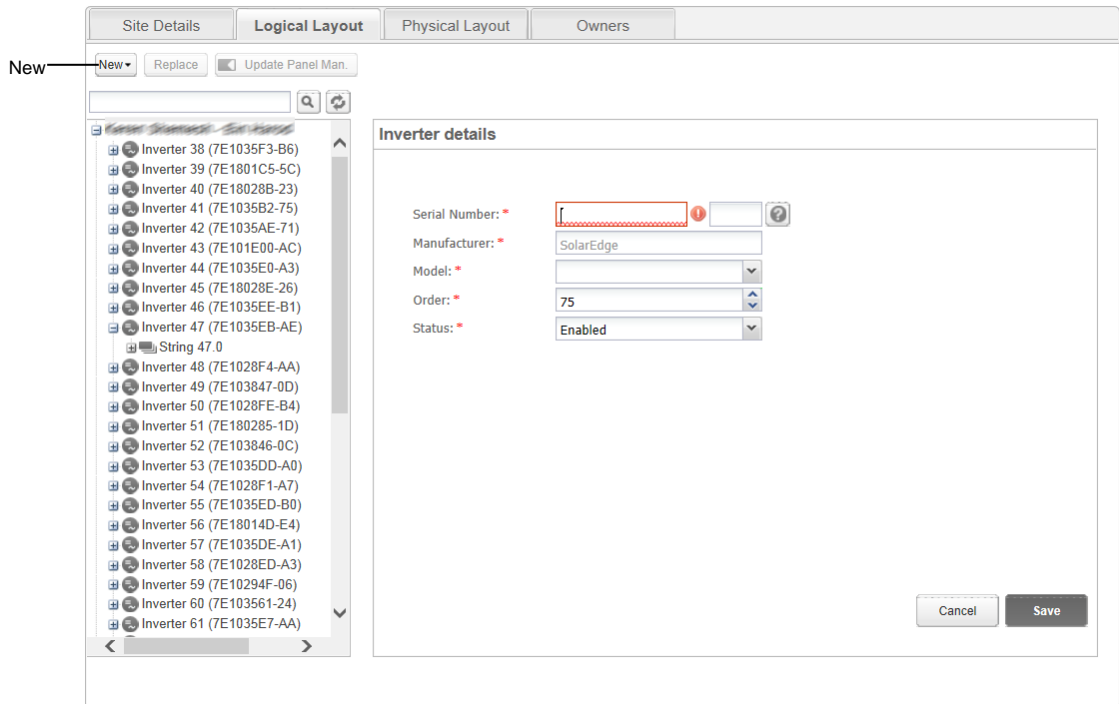 Site Details
Logical Layout
Physical Layout
Owners
New
New
Replace
Update Panel Man.
Inverter 38 (7E1035F3-B6)
Inverter 39 (7E1801C5-5C)
Inverter 40 (7E18028B-23)
Inverter 41 (7E1035B2-75)
Inverter 42 (7E1035AE-71)
Inverter 43 (7E101E00-AC)
Inverter 44 (7E1035E0-A3)
Inverter 45 (7E18028E-26)
Inverter 46 (7E1035EE-B1)
Inverter 47 (7E1035EB-AE)
String 47.0
Inverter 48 (7E1028F4-AA)
Inverter 49 (7E103847-0D)
Inverter 50 (7E1028FE-B4)
Inverter 51 (7E180285-1D)
Inverter 52 (7E103846-0C)
Inverter 53 (7E1035DD-A0)
Inverter 54 (7E1028F1-A7)
Inverter 55 (7E1035ED-B0)
Inverter 56 (7E18014D-E4)
Inverter 57 (7E1035DE-A1)
Inverter 58 (7E1028ED-A3)
Inverter 59 (7E10294F-06)
Inverter 60 (7E103561-24)
Inverter 61 (7E1035E7-AA)
Inverter details
Serial Number: *
Manufacturer: *
SolarEdge
Model: *
Order: *
75
Status: *
Enabled
Cancel
Save